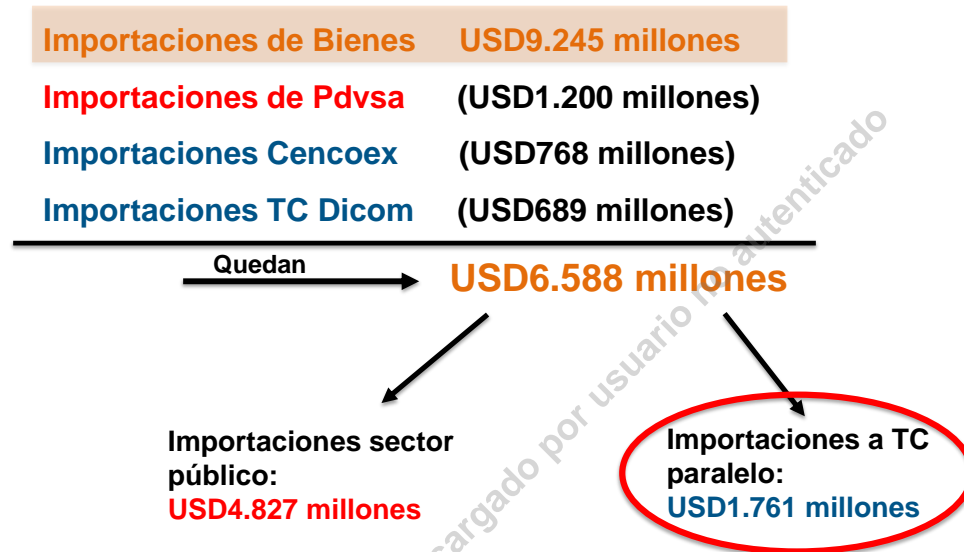 Importaciones de Bienes USD9.245 millones
Importaciones de Pdvsa (USD1.200 millones)
Importaciones Cencoex (USD768 millones)
Importaciones TC Dicom (USD689 millones)
Quedan
USD6.588 millones
Importaciones sector
público:
USD4.827 millones
Importaciones a TC
paralelo:
USD1.761 millones
cargado por usuario no autenticado